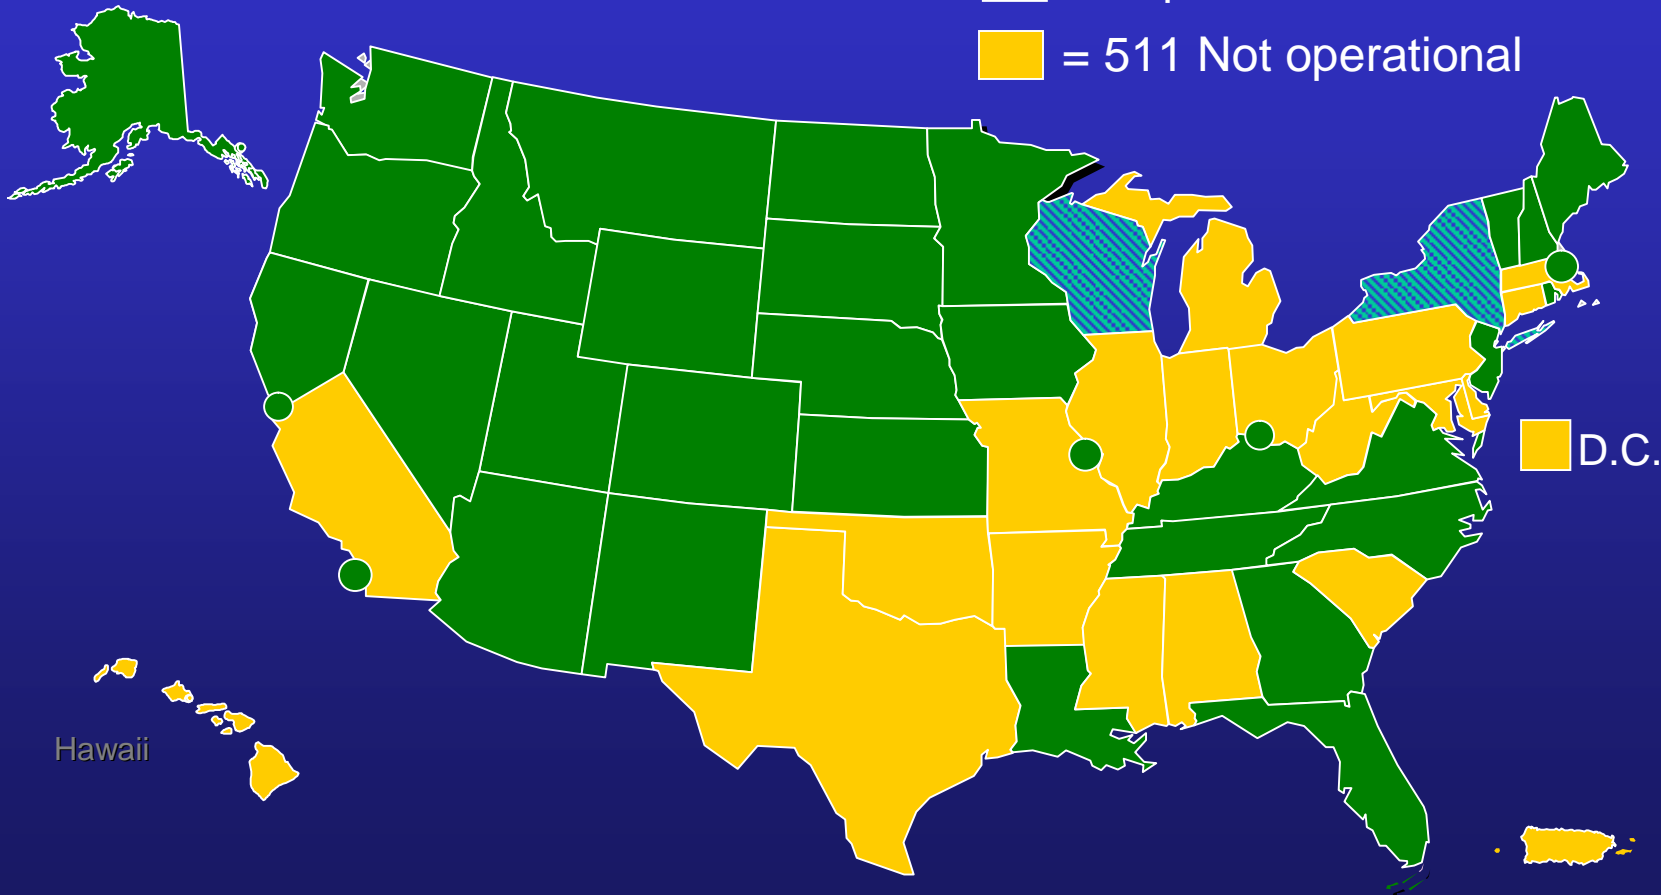 = 511 Not operational
D.C.
Hawaii